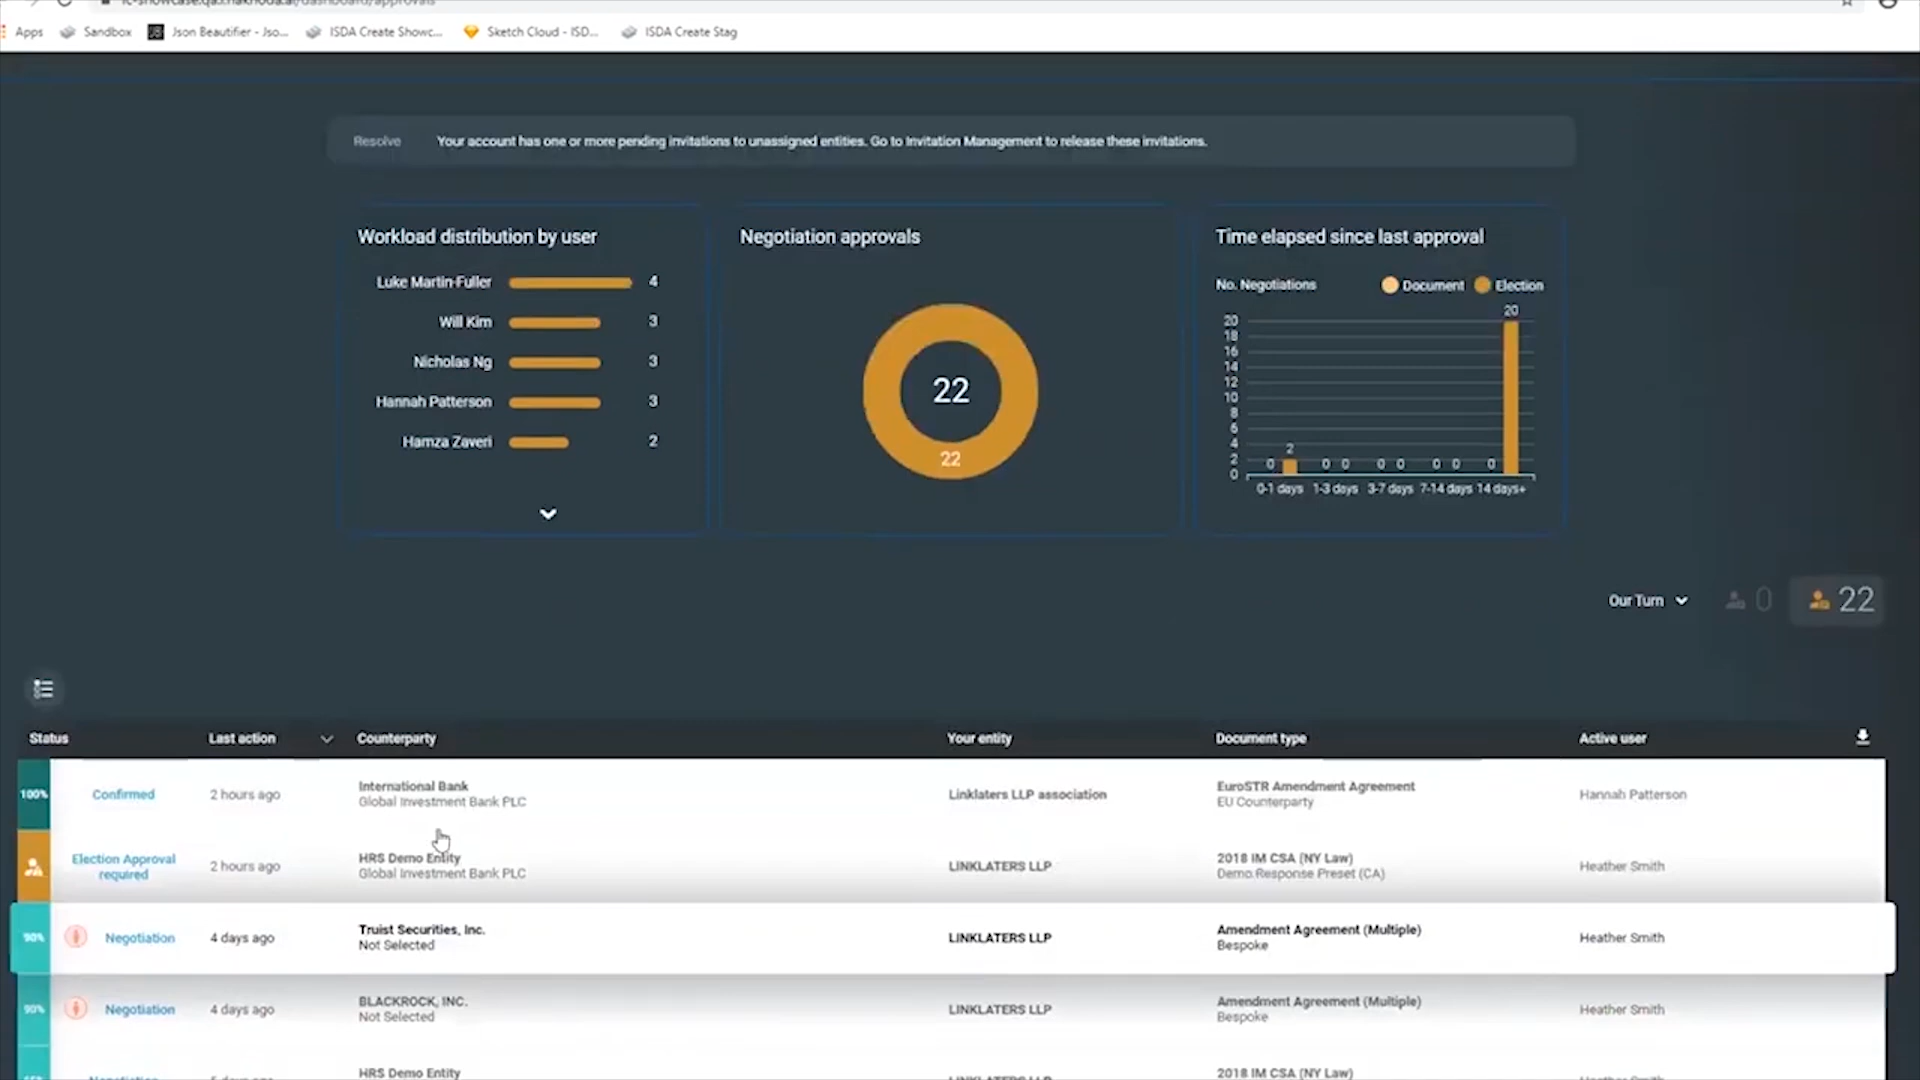 Apps Sandbox Json Beautifier - Jso... ISDA Create Showc... Sketch Cloud - ISD... ISDA Create Stag
Resolve Your account has one or more pending invitations to unassigned entities. Go to Invitation Management to release these invitations.
Workload distribution by user
Luke Martin-Fuller 4
Will Kim 3
Nicholas Ng 3
Hannah Patterson 3
Hamza Zaveri 2
Negotiation approvals
22
22
Time elapsed since last approval
No. Negotiations Document Election
20
20
18
16
14
12
10
8
6
4
2
0
0 2 0 0 0 0 0 0 0
0-1 days 1-3 days 3-7 days 7-14 days 14 days+
Our Turn 0 22
Status Last action Counterparty Your entity Document type Active user
100% Confirmed 2 hours ago International Bank Linklaters LLP association EuroSTR Amendment Agreement Hannah Patterson
Global Investment Bank PLC EU Counterparty
Election Approval required 2 hours ago HRS Demo Entity LINKLATERS LLP 2018 IM CSA (NY Law) Heather Smith
Global Investment Bank PLC Demo Response Preset (CA)
90% Negotiation 4 days ago Truist Securities, Inc. LINKLATERS LLP Amendment Agreement (Multiple) Heather Smith
Not Selected Bespoke
90% Negotiation 4 days ago BLACKROCK, INC. LINKLATERS LLP Amendment Agreement (Multiple) Heather Smith
Not Selected Bespoke
HRS Demo Entity 2018 IM CSA (NY Law)